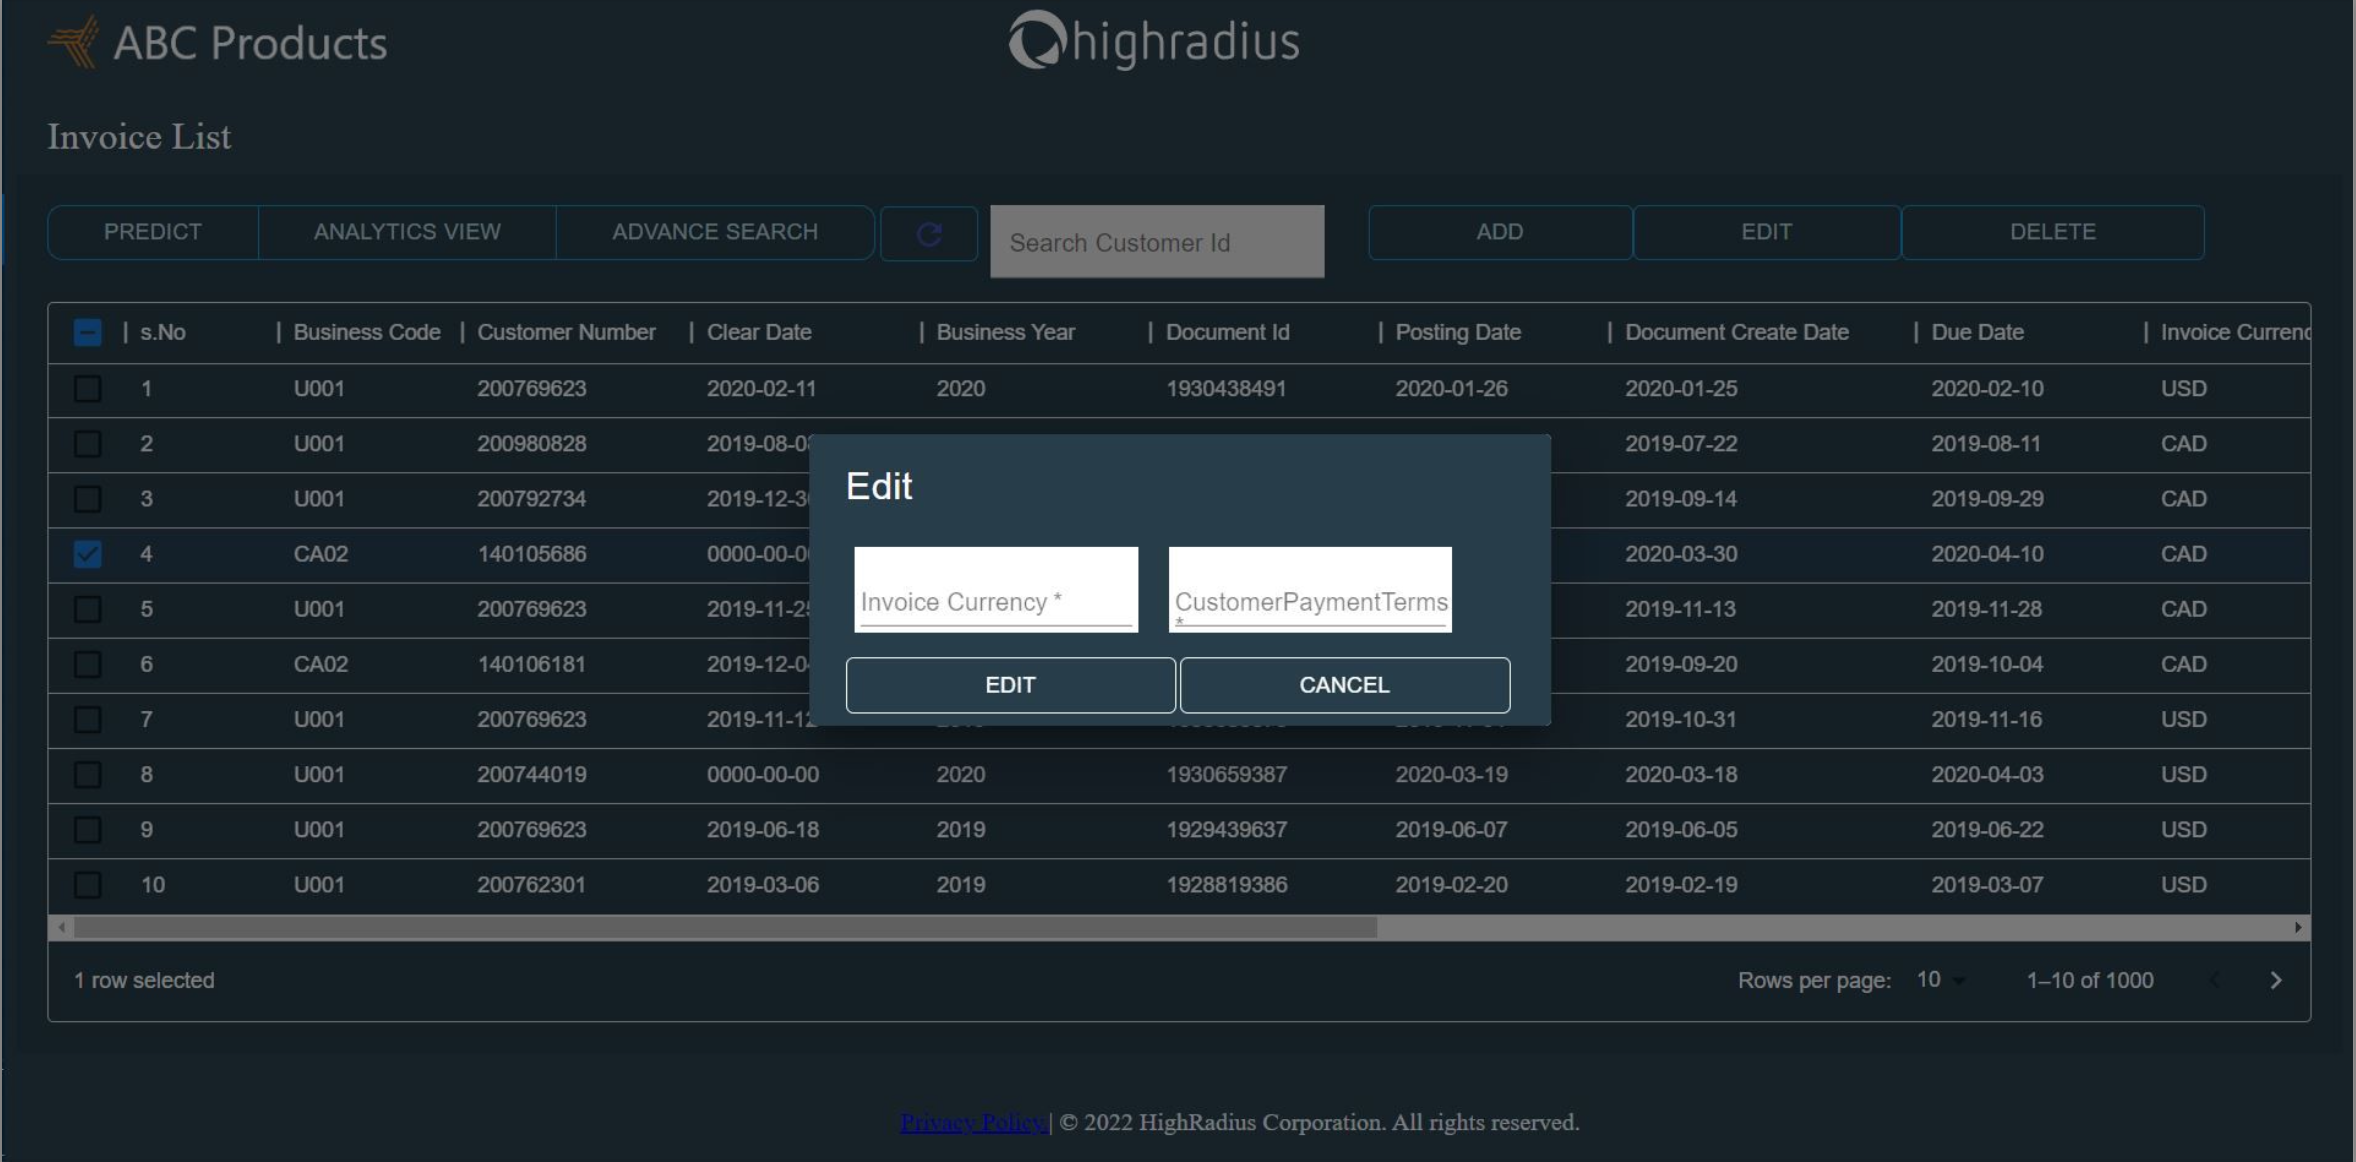 ABC Products
highradius
Invoice List
PREDICT ANALYTICS VIEW ADVANCE SEARCH Search Customer Id ADD EDIT DELETE
s.No | Business Code | Customer Number | Clear Date | Business Year | Document Id | Posting Date | Document Create Date | Due Date | Invoice Currenc
1 U001 200769623 2020-02-11 2020 1930438491 2020-01-26 2020-01-25 2020-02-10 USD
2 U001 200980828 2019-08-0 2019-07-22 2019-08-11 CAD
3 U001 200792734 2019-12-3 2019-09-14 2019-09-29 CAD
4 CA02 140105686 0000-00-0 2020-03-30 2020-04-10 CAD
5 U001 200769623 2019-11-2 2019-11-13 2019-11-28 CAD
6 CA02 140106181 2019-12-0 2019-09-20 2019-10-04 CAD
7 U001 200769623 2019-11-12 2019-10-31 2019-11-16 USD
8 U001 200744019 0000-00-00 2020 1930659387 2020-03-19 2020-03-18 2020-04-03 USD
9 U001 200769623 2019-06-18 2019 1929439637 2019-06-07 2019-06-05 2019-06-22 USD
10 U001 200762301 2019-03-06 2019 1928819386 2019-02-20 2019-02-19 2019-03-07 USD
Edit
Invoice Currency *
CustomerPaymentTerms
*
EDIT CANCEL
1 row selected Rows per page: 10 1–10 of 1000
Privacy Policy.| © 2022 HighRadius Corporation. All rights reserved.